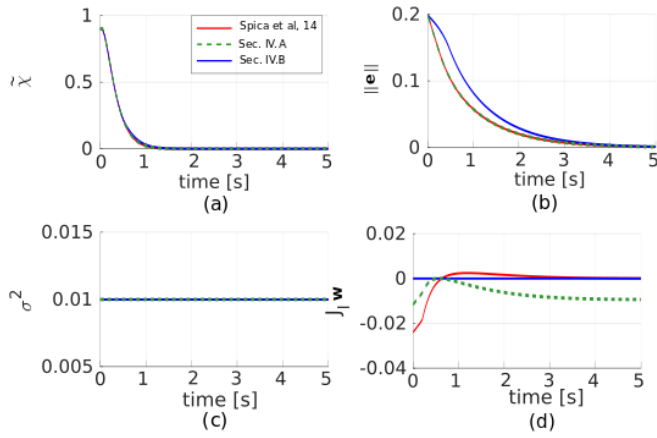 1
0.5
0
χ̃
Spica et al, 14
Sec. IV.A
Sec. IV.B
0 1 2 3 4 5
time [s]
(a)
0.2
0.1
0
||e||
0 1 2 3 4 5
time [s]
(b)
0.015
0.01
0.005
σ²
0 1 2 3 4 5
time [s]
(c)
0.02
0
-0.02
-0.04
J_l w
0 1 2 3 4 5
time [s]
(d)